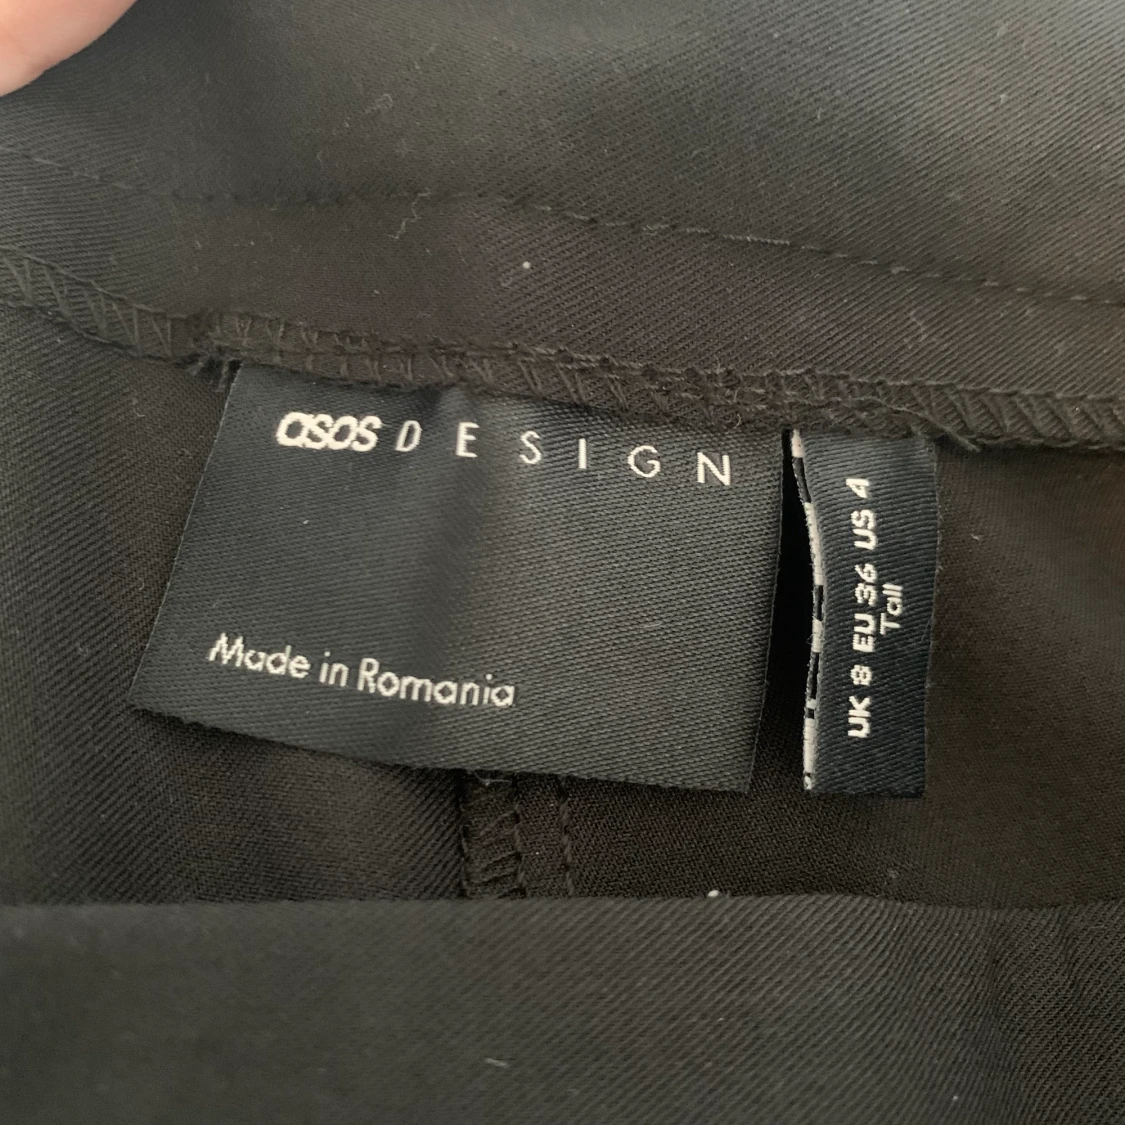 asos DESIGN
Made in Romania
UK 8 EU 36 US 4
Tall